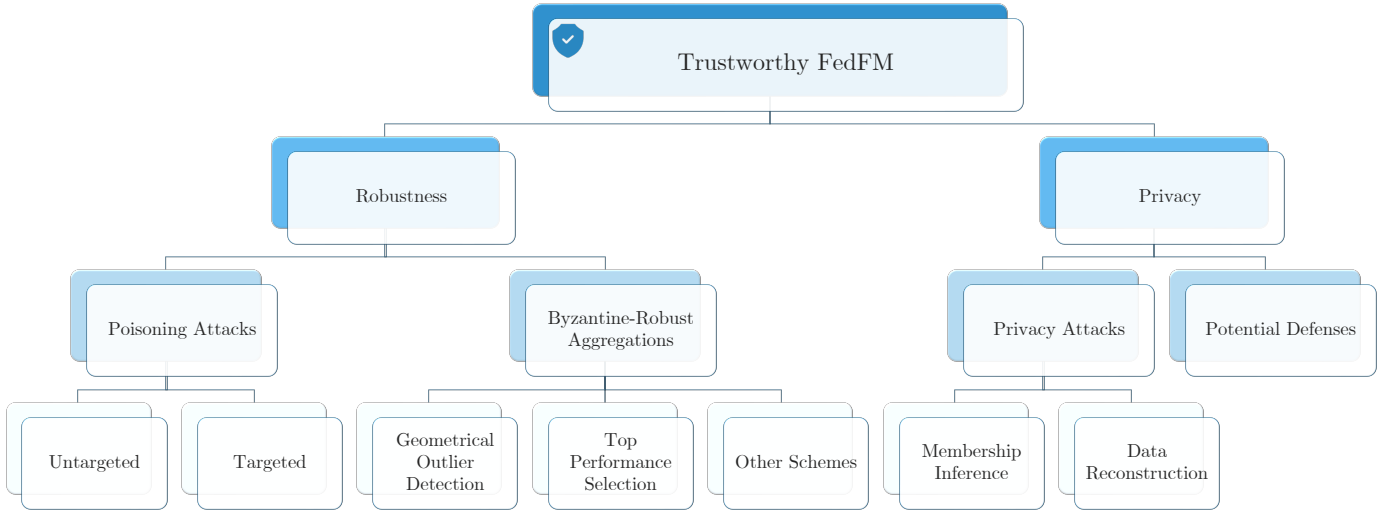 Trustworthy FedFM
Robustness
Privacy
Poisoning Attacks
Byzantine-Robust
Aggregations
Privacy Attacks
Potential Defenses
Untargeted
Targeted
Geometrical
Outlier
Detection
Top
Performance
Selection
Other Schemes
Membership
Inference
Data
Reconstruction